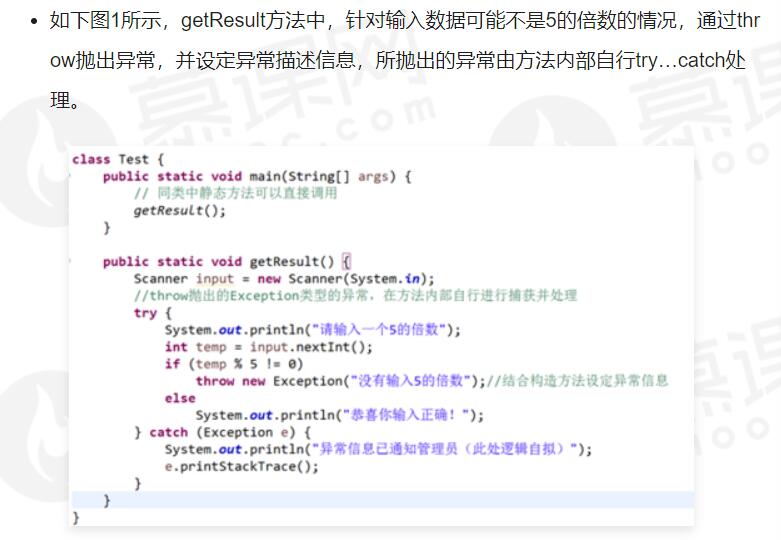 如下图1所示，getResult方法中，针对输入数据可能不是5的倍数的情况，通过thr
ow抛出异常，并设定异常描述信息，所抛出的异常由方法内部自行try…catch处
理。
class Test {
public static void main(String[] args) {
// 同类中静态方法可以直接调用
getResult();
}
public static void getResult() {
Scanner input = new Scanner(System.in);
//throw抛出的Exception类型的异常，在方法内部自行进行捕获并处理
try {
System.out.println("请输入一个5的倍数");
int temp = input.nextInt();
if (temp % 5 != 0)
throw new Exception("没有输入5的倍数");//结合构造方法设定异常信息
else
System.out.println("恭喜你输入正确！");
} catch (Exception e) {
System.out.println("异常信息已通知管理员（此处逻辑自拟）");
e.printStackTrace();
}
}
}